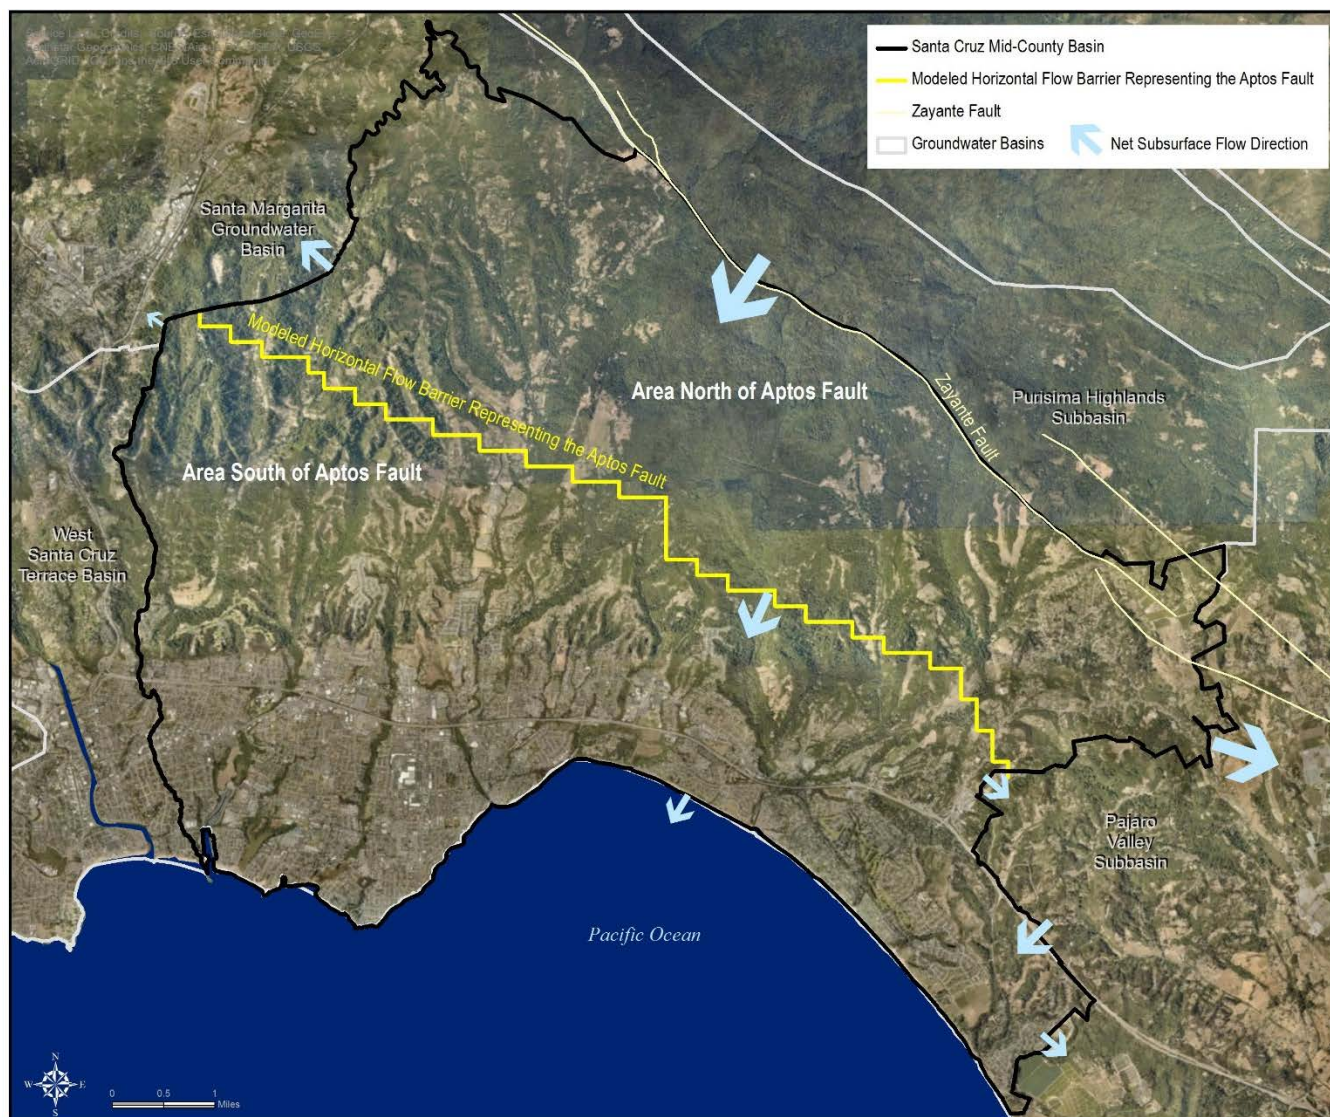 Santa Cruz Mid-County Basin
Modeled Horizontal Flow Barrier Representing the Aptos Fault
Zayante Fault
Groundwater Basins
Net Subsurface Flow Direction
Santa Margarita
Groundwater
Basin
Modeled Horizontal Flow Barrier Representing the Aptos Fault
Area North of Aptos Fault
Zayante Fault
Purisima Highlands
Subbasin
Area South of Aptos Fault
West
Santa Cruz
Terrace Basin
Pajaro
Valley
Subbasin
Pacific Ocean
N
W
E
S
0
0.5
1
Miles